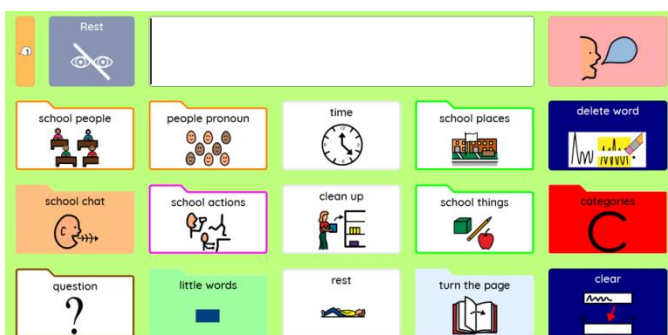 Rest
school people
people pronoun
time
school places
delete word
school chat
school actions
clean up
school things
categories
C
question
?
little words
rest
turn the page
clear